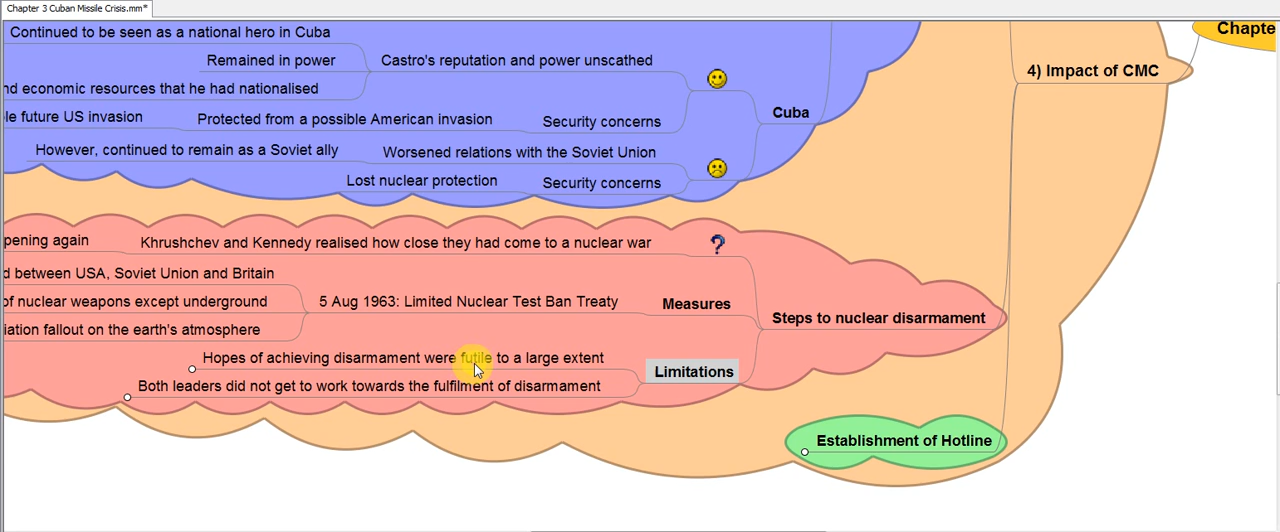 Chapter 3 Cuban Missile Crisis.mm*
Continued to be seen as a national hero in Cuba
Remained in power
Castro's reputation and power unscathed
economic resources that he had nationalised
future US invasion
Protected from a possible American invasion
Security concerns
Cuba
However, continued to remain as a Soviet ally
Worsened relations with the Soviet Union
Lost nuclear protection
Security concerns
4) Impact of CMC
again
Khrushchev and Kennedy realised how close they had come to a nuclear war
?
between USA, Soviet Union and Britain
of nuclear weapons except underground
fallout on the earth's atmosphere
5 Aug 1963: Limited Nuclear Test Ban Treaty
Measures
Steps to nuclear disarmament
Hopes of achieving disarmament were futile to a large extent
Both leaders did not get to work towards the fulfilment of disarmament
Limitations
Establishment of Hotline